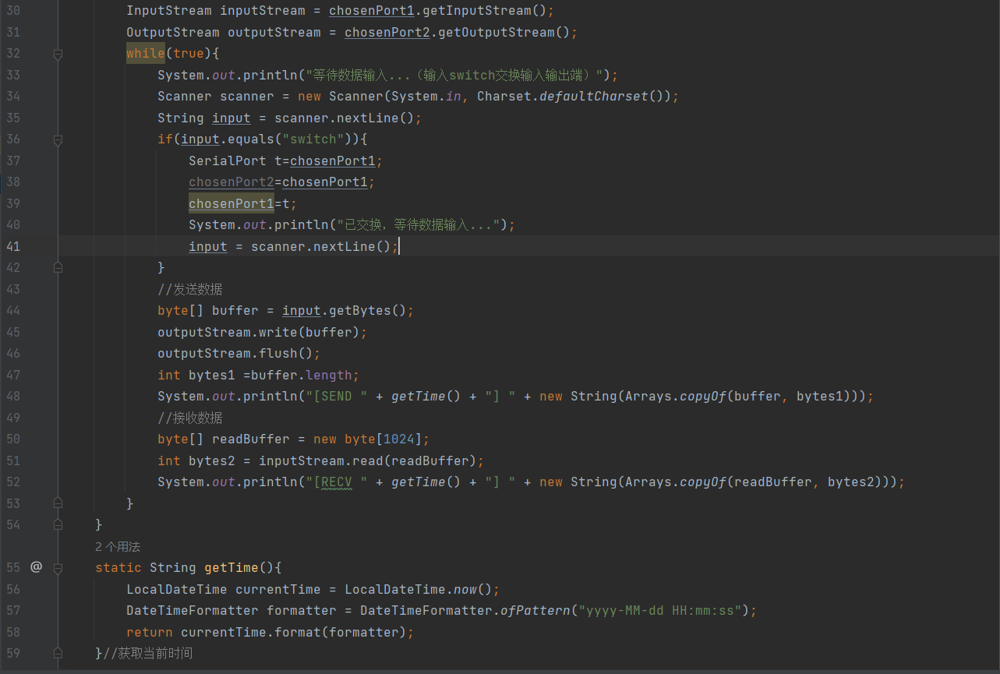 30 InputStream inputStream = chosenPort1.getInputStream();
31 OutputStream outputStream = chosenPort2.getOutputStream();
32 while(true){
33 System.out.println("等待数据输入...（输入switch交换输入输出端）");
34 Scanner scanner = new Scanner(System.in, Charset.defaultCharset());
35 String input = scanner.nextLine();
36 if(input.equals("switch")){
37 SerialPort t=chosenPort1;
38 chosenPort2=chosenPort1;
39 chosenPort1=t;
40 System.out.println("已交换，等待数据输入...");
41 input = scanner.nextLine();
42 }
43 //发送数据
44 byte[] buffer = input.getBytes();
45 outputStream.write(buffer);
46 outputStream.flush();
47 int bytes1 =buffer.length;
48 System.out.println("[SEND " + getTime() + "] " + new String(Arrays.copyOf(buffer, bytes1)));
49 //接收数据
50 byte[] readBuffer = new byte[1024];
51 int bytes2 = inputStream.read(readBuffer);
52 System.out.println("[RECV " + getTime() + "] " + new String(Arrays.copyOf(readBuffer, bytes2)));
53 }
54 }
2 个用法
55 @ static String getTime(){
56 LocalDateTime currentTime = LocalDateTime.now();
57 DateTimeFormatter formatter = DateTimeFormatter.ofPattern("yyyy-MM-dd HH:mm:ss");
58 return currentTime.format(formatter);
59 }//获取当前时间